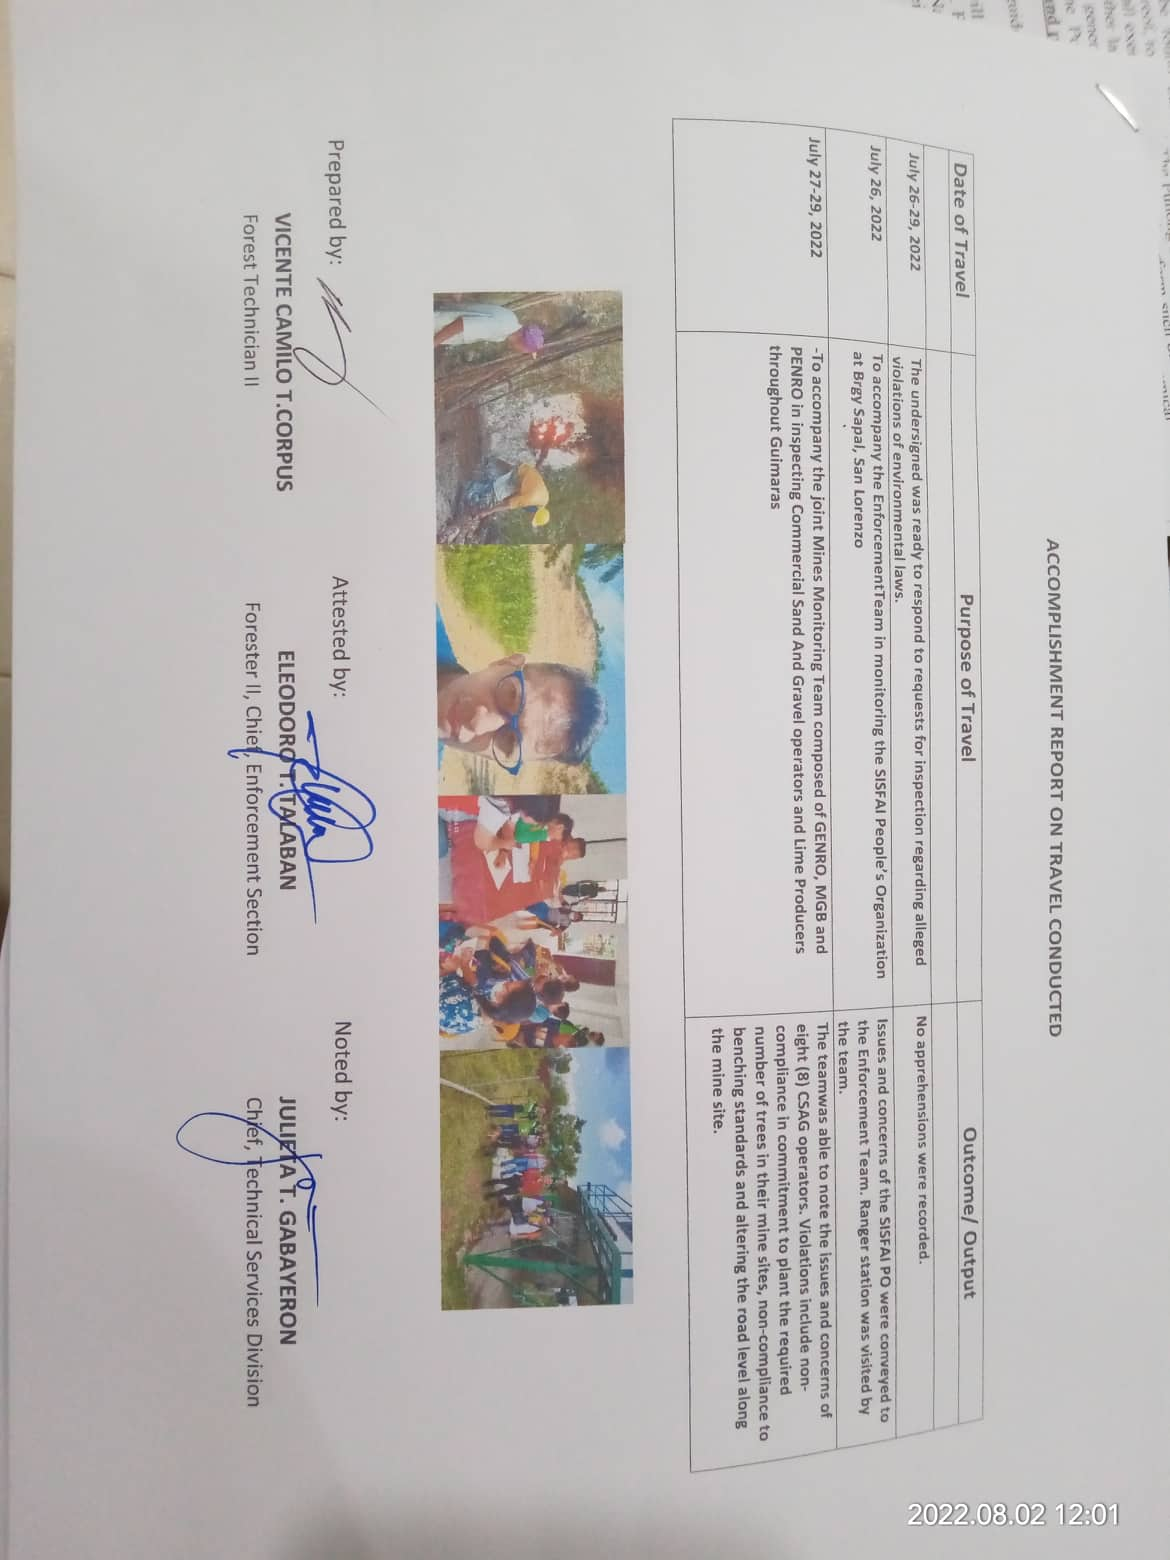 ACCOMPLISHMENT REPORT ON TRAVEL CONDUCTED
Date of Travel
Purpose of Travel
Outcome/ Output
July 26-29, 2022
The undersigned was ready to respond to requests for inspection regarding alleged
violations of environmental laws.
No apprehensions were recorded.
July 26, 2022
To accompany the EnforcementTeam in monitoring the SISFAI People's Organization
at Brgy Sapal, San Lorenzo
Issues and concerns of the SISFAI PO were conveyed to
the Enforcement Team. Ranger station was visited by
the team.
July 27-29, 2022
-To accompany the joint Mines Monitoring Team composed of GENRO, MGB and
PENRO in inspecting Commercial Sand And Gravel operators and Lime Producers
throughout Guimaras
The teamwas able to note the issues and concerns of
eight (8) CSAG operators. Violations include non-
compliance in commitment to plant the required
number of trees in their mine sites, non-compliance to
benching standards and altering the road level along
the mine site.
Prepared by:
VICENTE CAMILO T.CORPUS
Forest Technician II
Attested by:
ELEODORO T. TALABAN
Forester II, Chief, Enforcement Section
Noted by:
JULIETA T. GABAYERON
Chief, Technical Services Division
2022.08.02 12:01